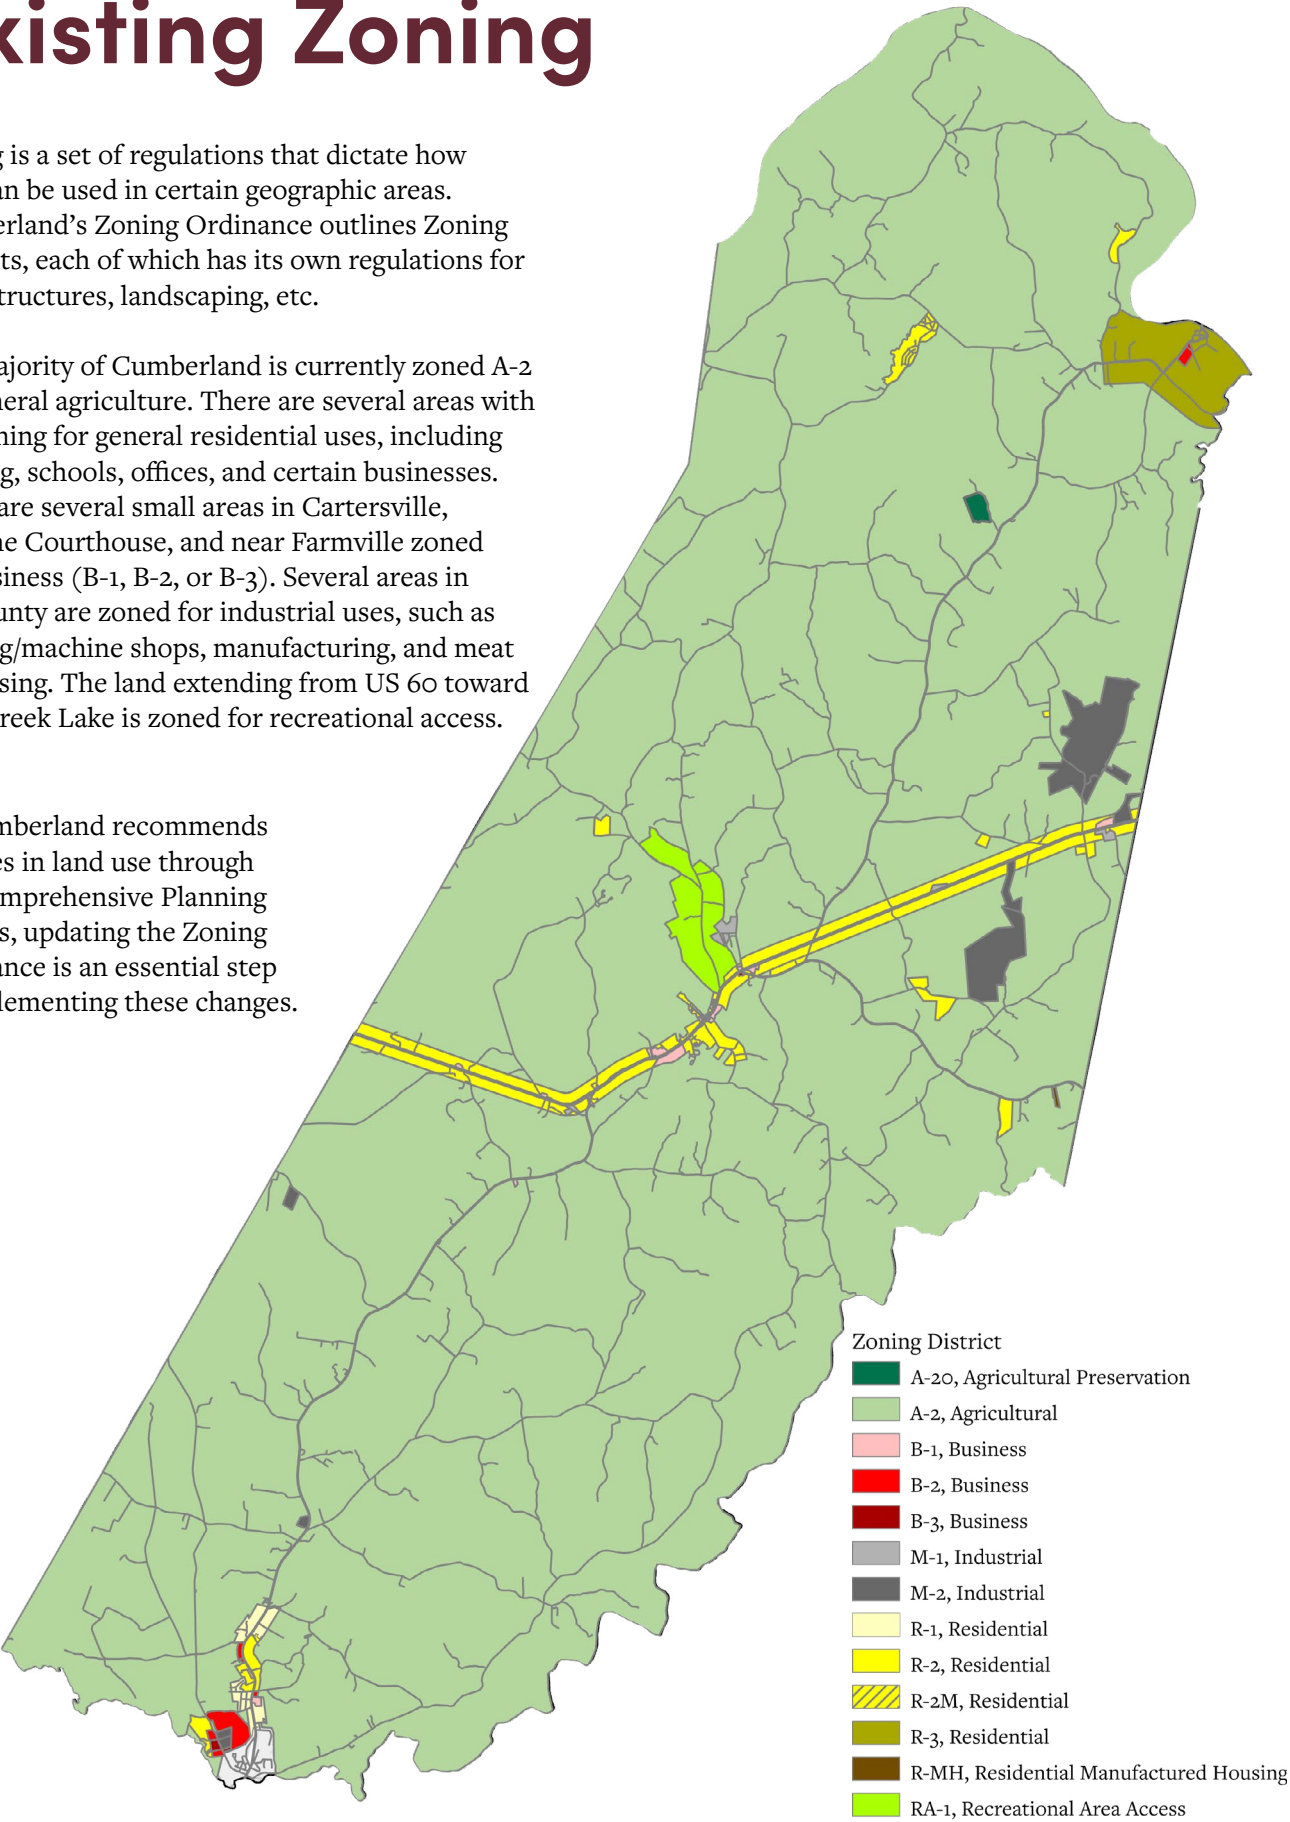 xisting Zoning
g is a set of regulations that dictate how
an be used in certain geographic areas.
erland’s Zoning Ordinance outlines Zoning
ts, each of which has its own regulations for
structures, landscaping, etc.
ajority of Cumberland is currently zoned A-2
neral agriculture. There are several areas with
ning for general residential uses, including
g, schools, offices, and certain businesses.
are several small areas in Cartersville,
ne Courthouse, and near Farmville zoned
siness (B-1, B-2, or B-3). Several areas in
unty are zoned for industrial uses, such as
g/machine shops, manufacturing, and meat
sing. The land extending from US 60 toward
reek Lake is zoned for recreational access.
mberland recommends
es in land use through
omprehensive Planning
s, updating the Zoning
ance is an essential step
plementing these changes.
Zoning District
A-20, Agricultural Preservation
A-2, Agricultural
B-1, Business
B-2, Business
B-3, Business
M-1, Industrial
M-2, Industrial
R-1, Residential
R-2, Residential
R-2M, Residential
R-3, Residential
R-MH, Residential Manufactured Housing
RA-1, Recreational Area Access